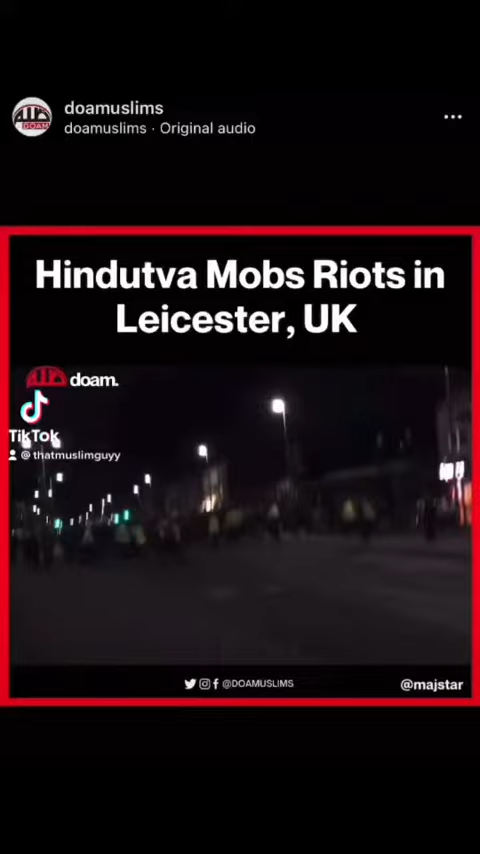 doamuslims
doamuslims · Original audio
Hindutva Mobs Riots in
Leicester, UK
doam.
TikTok
@thatmuslimguyy
@DOAMUSLIMS
@majstar